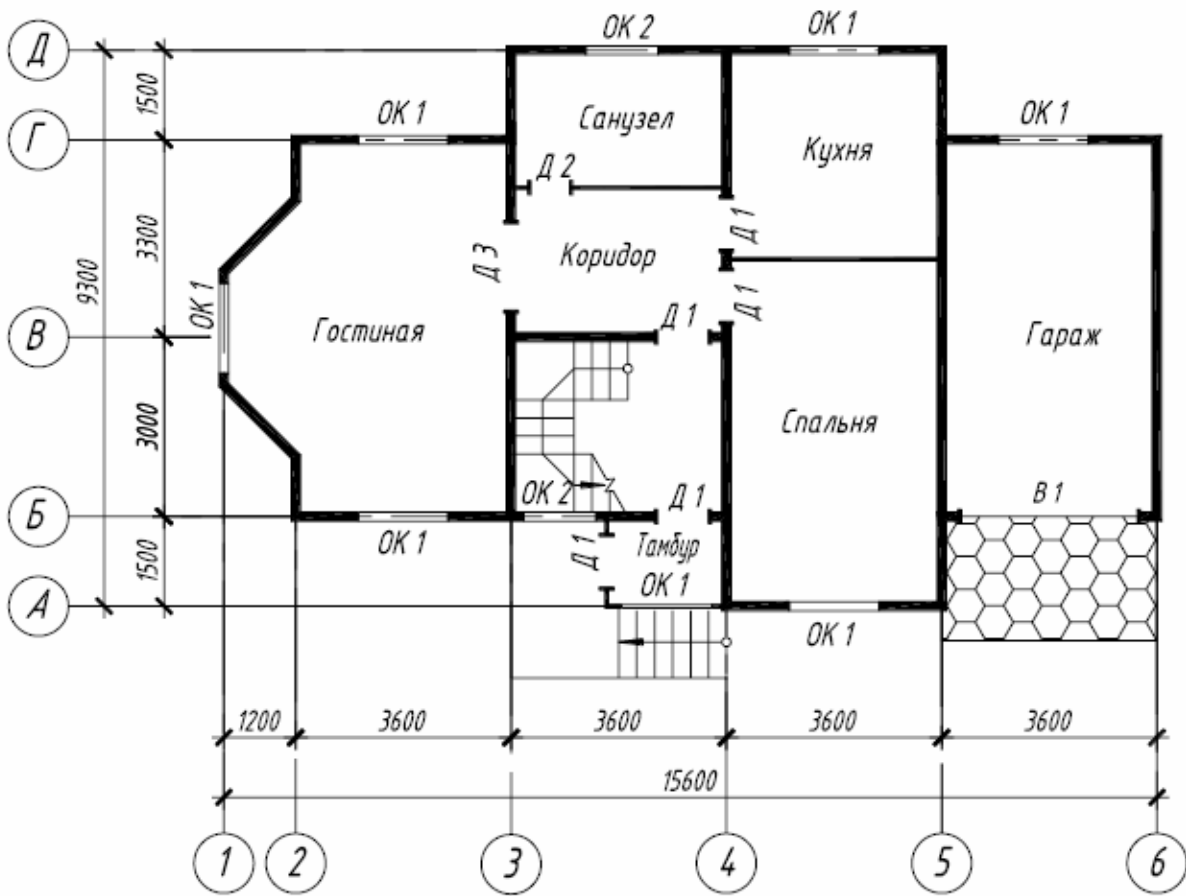 Д
ОК 2
ОК 1
Г
1500
ОК 1
Санузел
Кухня
ОК 1
Д 2
Д 1
9300
3300
Д 3
Коридор
Д 1
ОК 1
Гостиная
Д 1
В
Гараж
3000
Спальня
ОК 2
Д 1
В 1
Б
ОК 1
Д 1
Тамбур
1500
ОК 1
А
ОК 1
1200
3600
3600
3600
3600
15600
1
2
3
4
5
6